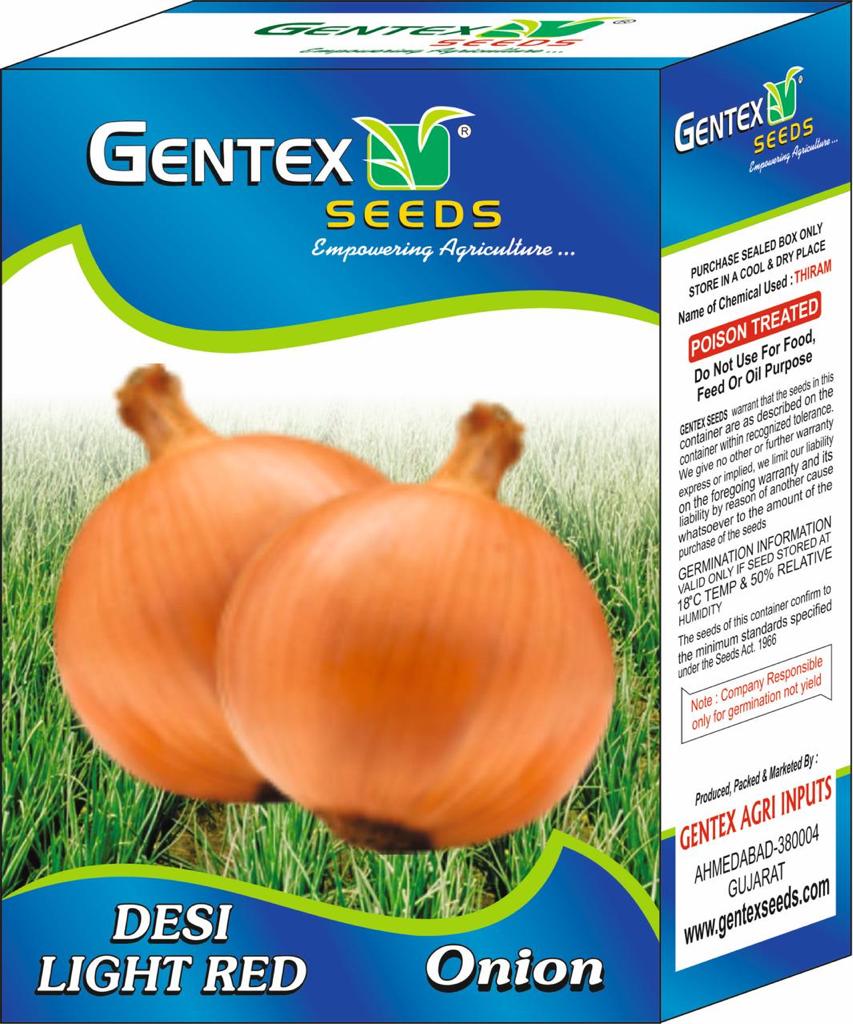 GENTEX ®
SEEDS
Empowering Agriculture ...
GENTEX ®
SEEDS
Empowering Agriculture ...
DESI
LIGHT RED
Onion
GENTEX ®
SEEDS
Empowering Agriculture...
PURCHASE SEALED BOX ONLY
STORE IN A COOL & DRY PLACE
Name of Chemical Used : THIRAM
POISON TREATED
Do Not Use For Food,
Feed Or Oil Purpose
GENTEX SEEDS warrant that the seeds in this
container are as described on the
container within recognized tolerance.
We give no other or further warranty
express or implied, we limit our liability
on the foregoing warranty and its
liability by reason of another cause
whatsoever to the amount of the
purchase of the seeds
GERMINATION INFORMATION
VALID ONLY IF SEED STORED AT
18°C TEMP & 50% RELATIVE
HUMIDITY
The seeds of this container confirm to
the minimum standards specified
under the Seeds Act. 1966
Note : Company Responsible
only for germination not yield
Produced, Packed & Marketed By :
GENTEX AGRI INPUTS
AHMEDABAD-380004
GUJARAT
www.gentexseeds.com